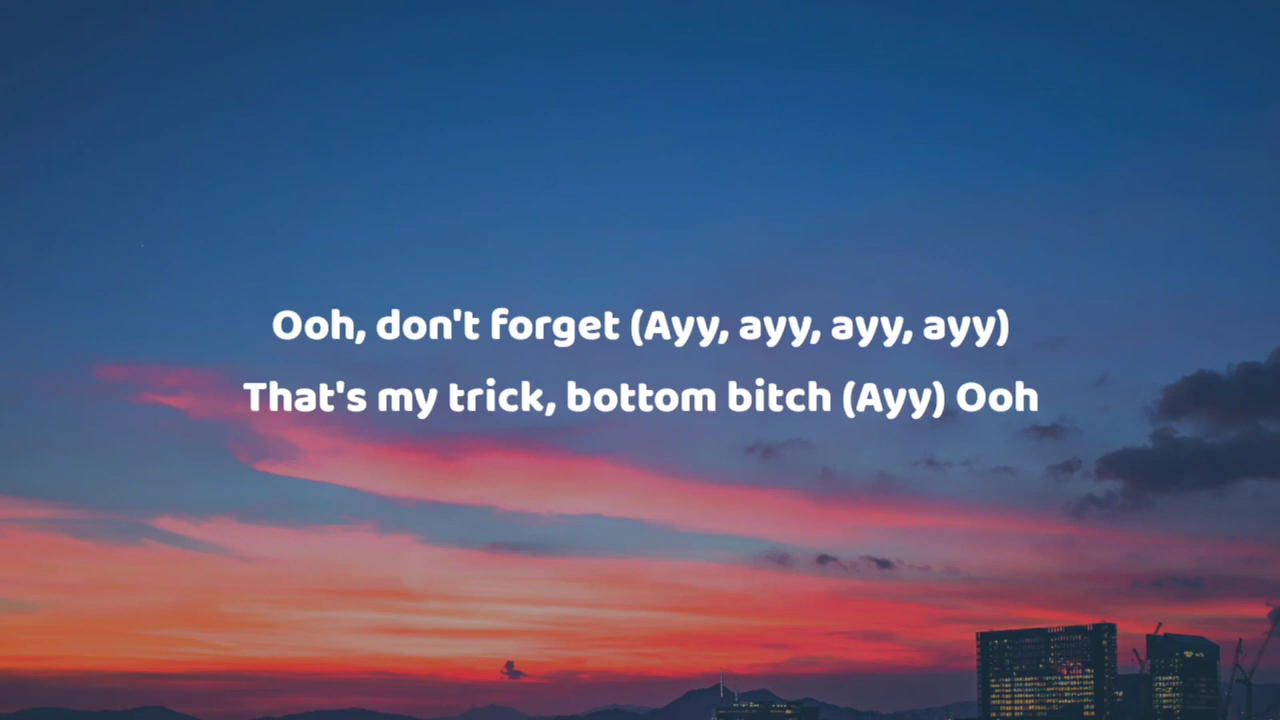 Ooh, don't forget (Ayy, ayy, ayy, ayy)
That's my trick, bottom bitch (Ayy) Ooh